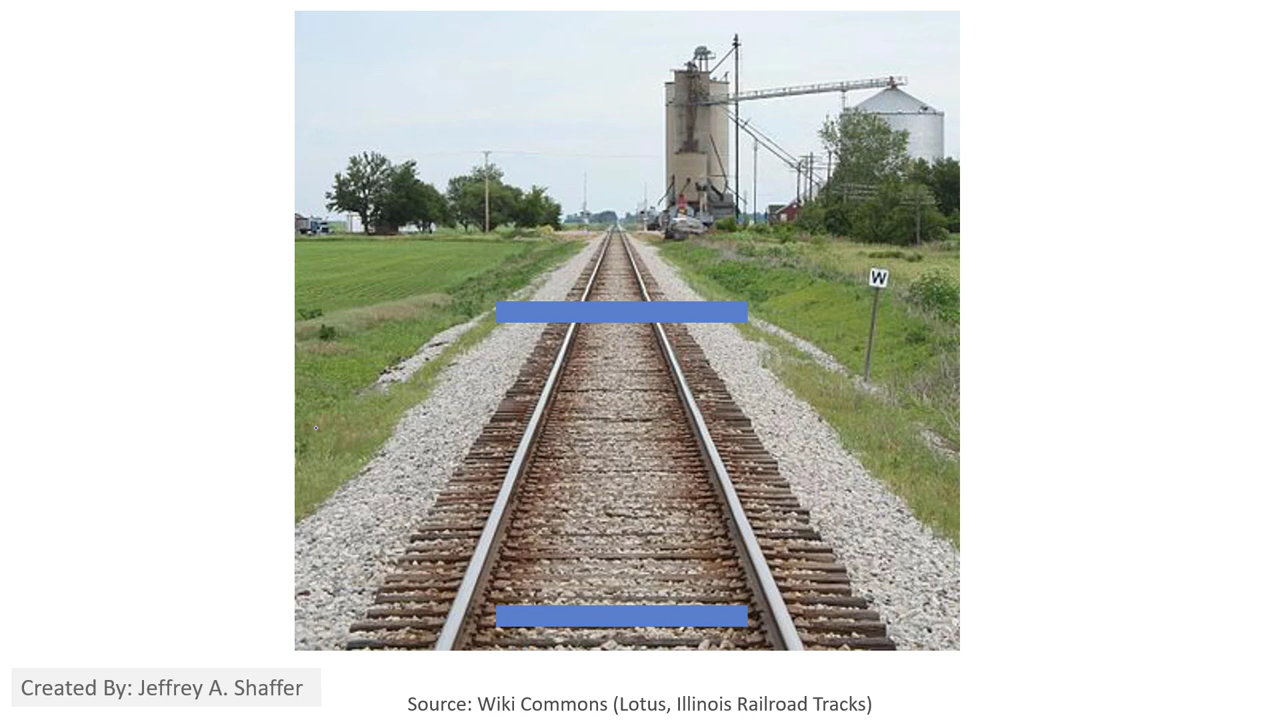 W
Created By: Jeffrey A. Shaffer
Source: Wiki Commons (Lotus, Illinois Railroad Tracks)